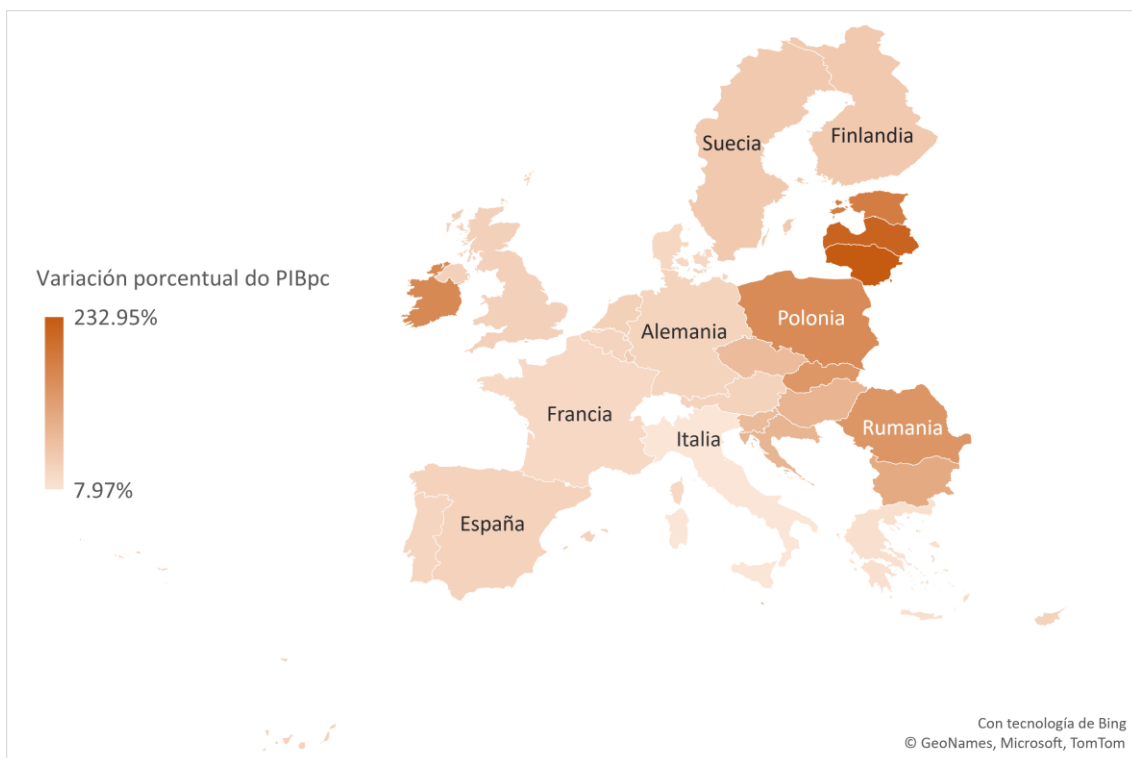 Suecia
Finlandia
Variación porcentual do PIBpc
232.95%
Alemania
Polonia
Francia
Italia
Rumania
7.97%
España
Con tecnología de Bing
© GeoNames, Microsoft, TomTom